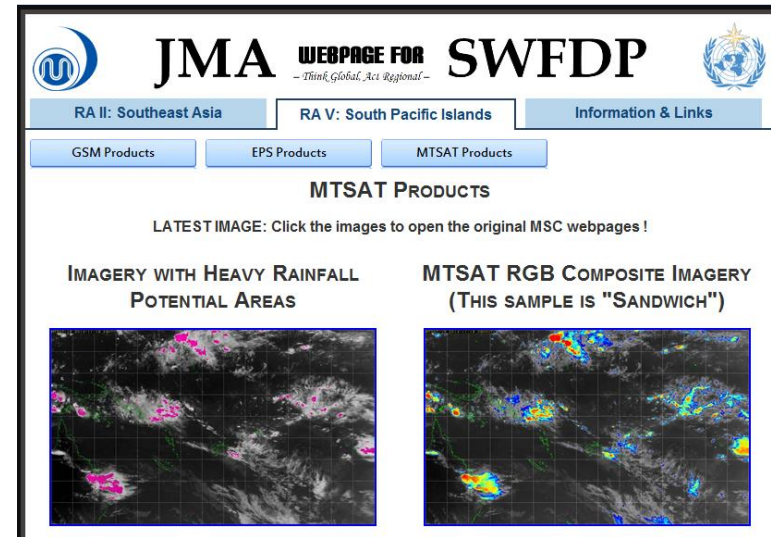 JMA WEBPAGE FOR SWFDP
– Think Global, Act Regional –
RA II: Southeast Asia
RA V: South Pacific Islands
Information & Links
GSM Products
EPS Products
MTSAT Products
MTSAT PRODUCTS
LATEST IMAGE: Click the images to open the original MSC webpages !
IMAGERY WITH HEAVY RAINFALL
POTENTIAL AREAS
MTSAT RGB COMPOSITE IMAGERY
(THIS SAMPLE IS "SANDWICH")